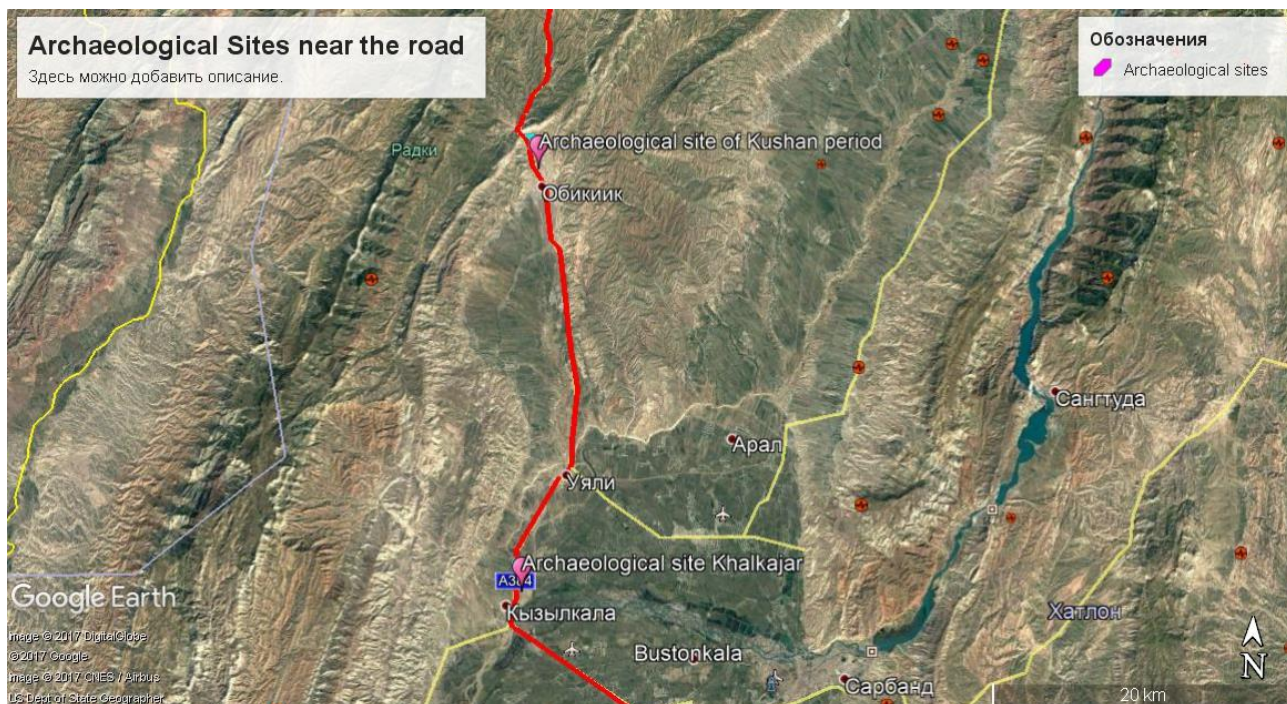 Archaeological Sites near the road
Здесь можно добавить описание.
Обозначения
Archaeological sites
Радки
Archaeological site of Kushan period
Обикиик
Сангтуда
Арал
Уяли
Archaeological site Khalkajar
A384
Google Earth
Кызылкала
Хатлон
Image © 2017 DigitalGlobe
© 2017 Google
Image © 2017 CNES / Airbus
US Dept of State Geographer
Bustonkala
Сарбанд
N
20 km